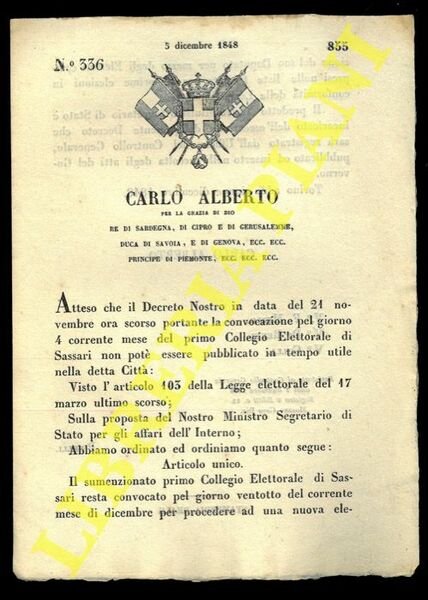 5 dicembre 1848 855
N.º 336
CARLO ALBERTO
PER LA GRAZIA DI DIO
RE DI SARDEGNA, DI CIPRO E DI GERUSALEMME,
DUCA DI SAVOIA, E DI GENOVA, ECC. ECC.
PRINCIPE DI PIEMONTE, ECC. ECC. ECC.
Atteso che il Decreto Nostro in data del 21 no-
vembre ora scorso portante la convocazione pel giorno
4 corrente mese del primo Collegio Elettorale di
Sassari non potè essere pubblicato in tempo utile
nella detta Città:
Visto l'articolo 103 della Legge elettorale del 17
marzo ultimo scorso;
Sulla proposta del Nostro Ministro Segretario di
Stato per gli affari dell'Interno;
Abbiamo ordinato ed ordiniamo quanto segue:
Articolo unico.
Il sumenzionato primo Collegio Elettorale di Sas-
sari resta convocato pel giorno ventotto del corrente
mese di dicembre per procedere ad una nuova ele-
LIBRERIA PIANI